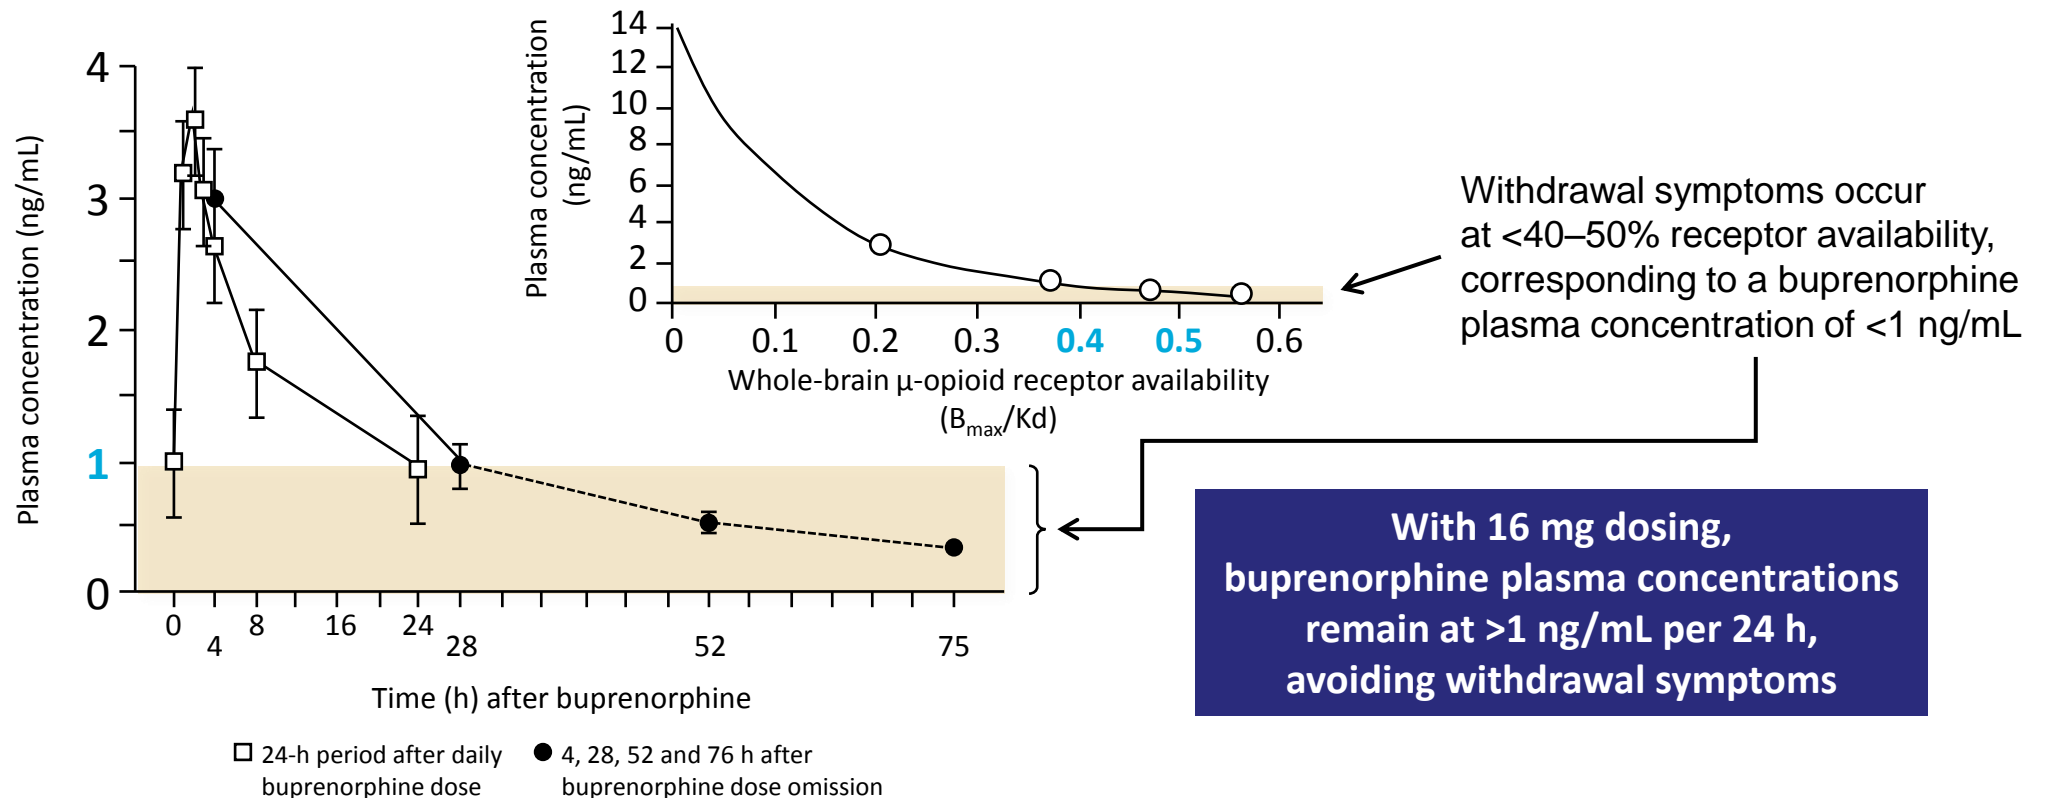 Plasma concentration (ng/mL)
4
3
2
1
0
0
4
8
16
24
28
52
75
Time (h) after buprenorphine
24-h period after daily
buprenorphine dose
4, 28, 52 and 76 h after
buprenorphine dose omission
Plasma concentration
(ng/mL)
14
12
10
8
6
4
2
0
0
0.1
0.2
0.3
0.4
0.5
0.6
Whole-brain µ-opioid receptor availability
(Bmax/Kd)
Withdrawal symptoms occur
at <40–50% receptor availability,
corresponding to a buprenorphine
plasma concentration of <1 ng/mL
With 16 mg dosing,
buprenorphine plasma concentrations
remain at >1 ng/mL per 24 h,
avoiding withdrawal symptoms